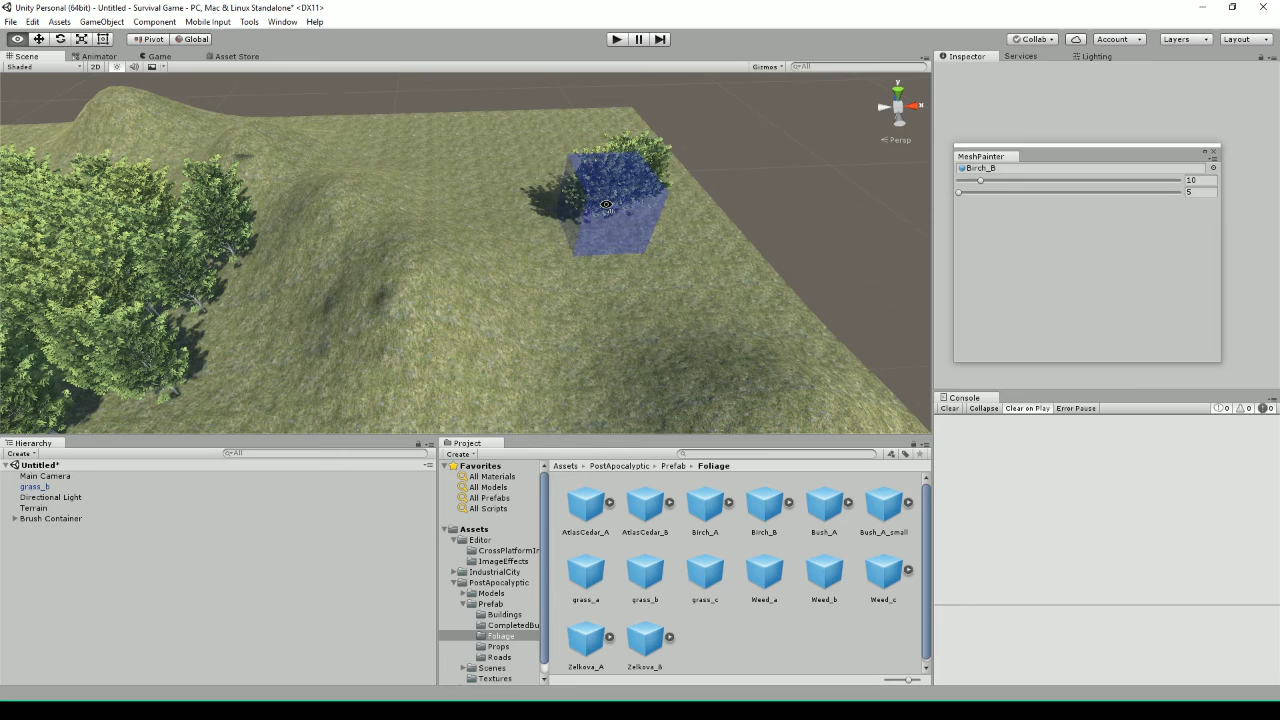 Unity Personal (64bit) - Untitled - Survival Game - PC, Mac & Linux Standalone* <DX11>
File Edit Assets GameObject Component Mobile Input Tools Window Help
Pivot Global Collab Account Layers Layout
Scene Animator Game Asset Store Inspector Services Lighting
Shaded 2D Gizmos All
y
x
Persp
MeshPainter
Birch_B
10
5
Console
Clear Collapse Clear on Play Error Pause 0 0 0
Hierarchy
Create All
Untitled*
Main Camera
grass_b
Directional Light
Terrain
Brush Container
Project
Create
Favorites
All Materials
All Models
All Prefabs
All Scripts
Assets
Editor
CrossPlatformIn
ImageEffects
IndustrialCity
PostApocalyptic
Models
Prefab
Buildings
CompletedBu
Foliage
Props
Roads
Scenes
Textures
Assets PostApocalyptic Prefab Foliage
AtlasCedar_A AtlasCedar_B Birch_A Birch_B Bush_A Bush_A_small
grass_a grass_b grass_c Weed_a Weed_b Weed_c
Zelkova_A Zelkova_B